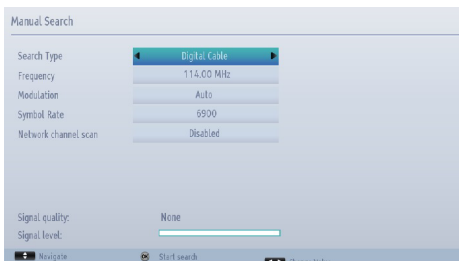 Manual Search
Search Type Digital Cable
Frequency 114.00 MHz
Modulation Auto
Symbol Rate 6900
Network channel scan Disabled
Signal quality: None
Signal level:
Navigate Start search